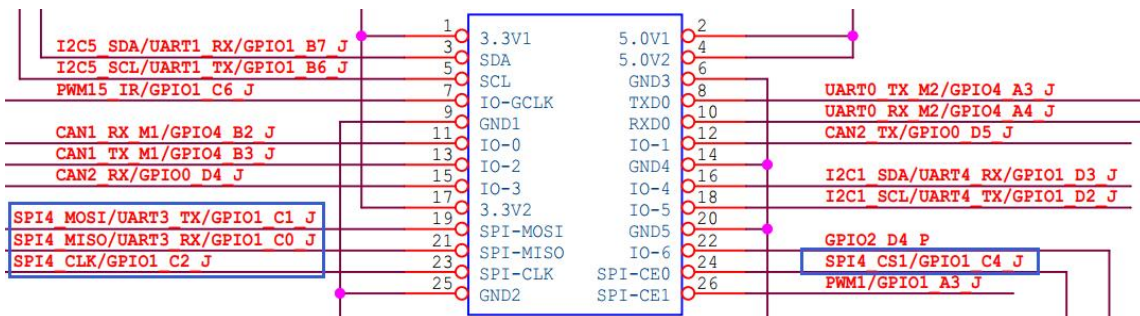 1 3.3V1 5.0V1 2
I2C5_SDA/UART1_RX/GPIO1_B7_J 3 SDA 5.0V2 4
I2C5_SCL/UART1_TX/GPIO1_B6_J 5 SCL GND3 6
PWM15_IR/GPIO1_C6_J 7 IO-GCLK TXD0 8 UART0_TX_M2/GPIO4_A3_J
9 GND1 RXD0 10 UART0_RX_M2/GPIO4_A4_J
CAN1_RX_M1/GPIO4_B2_J 11 IO-0 IO-1 12 CAN2_TX/GPIO0_D5_J
CAN1_TX_M1/GPIO4_B3_J 13 IO-2 GND4 14
CAN2_RX/GPIO0_D4_J 15 IO-3 IO-4 16 I2C1_SDA/UART4_RX/GPIO1_D3_J
17 3.3V2 IO-5 18 I2C1_SCL/UART4_TX/GPIO1_D2_J
SPI4_MOSI/UART3_TX/GPIO1_C1_J 19 SPI-MOSI GND5 20
SPI4_MISO/UART3_RX/GPIO1_C0_J 21 SPI-MISO IO-6 22 GPIO2_D4_P
SPI4_CLK/GPIO1_C2_J 23 SPI-CLK SPI-CE0 24 SPI4_CS1/GPIO1_C4_J
25 GND2 SPI-CE1 26 PWM1/GPIO1_A3_J